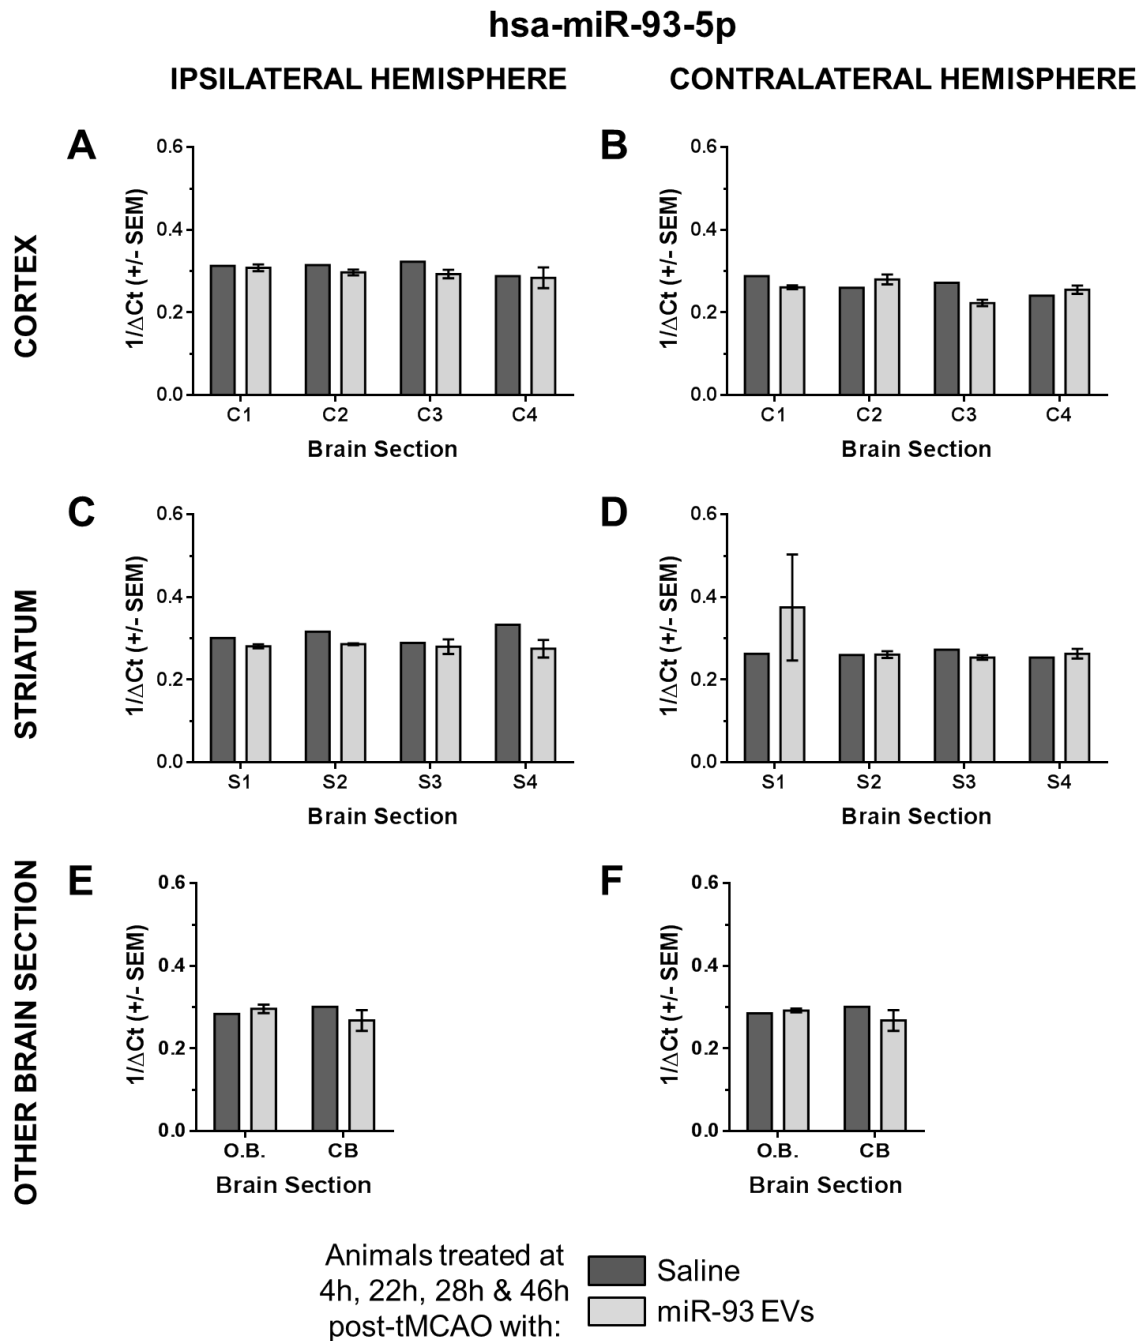 hsa-miR-93-5p
IPSILATERAL HEMISPHERE
CONTRALATERAL HEMISPHERE
CORTEX
A
1/ΔCt (+/- SEM)
0.6
0.4
0.2
0.0
C1 C2 C3 C4
Brain Section
B
1/ΔCt (+/- SEM)
0.6
0.4
0.2
0.0
C1 C2 C3 C4
Brain Section
STRIATUM
C
1/ΔCt (+/- SEM)
0.6
0.4
0.2
0.0
S1 S2 S3 S4
Brain Section
D
1/ΔCt (+/- SEM)
0.6
0.4
0.2
0.0
S1 S2 S3 S4
Brain Section
OTHER BRAIN SECTION
E
1/ΔCt (+/- SEM)
0.6
0.4
0.2
0.0
O.B. CB
Brain Section
F
1/ΔCt (+/- SEM)
0.6
0.4
0.2
0.0
O.B. CB
Brain Section
Animals treated at
4h, 22h, 28h & 46h
post-tMCAO with:
Saline
miR-93 EVs